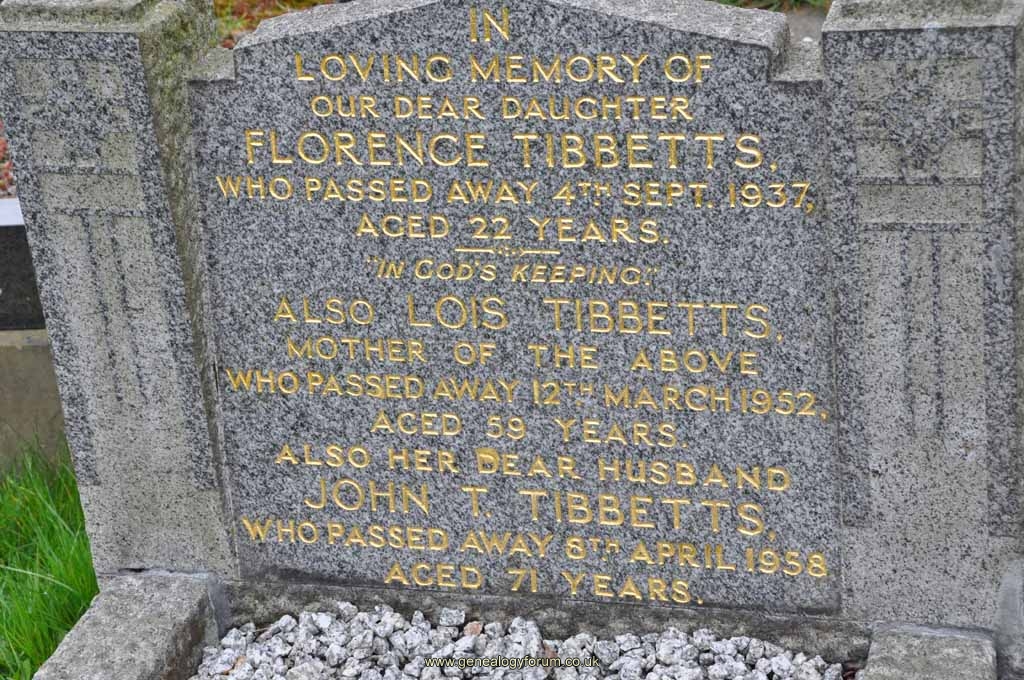 IN
LOVING MEMORY OF
OUR DEAR DAUGHTER
FLORENCE TIBBETTS,
WHO PASSED AWAY 4TH SEPT. 1937,
AGED 22 YEARS.
"IN GOD'S KEEPING."
ALSO LOIS TIBBETTS,
MOTHER OF THE ABOVE
WHO PASSED AWAY 12TH MARCH 1952,
AGED 59 YEARS.
ALSO HER DEAR HUSBAND
JOHN T. TIBBETTS,
WHO PASSED AWAY 8TH APRIL 1958
AGED 71 YEARS.
www.genealogyforum.co.uk